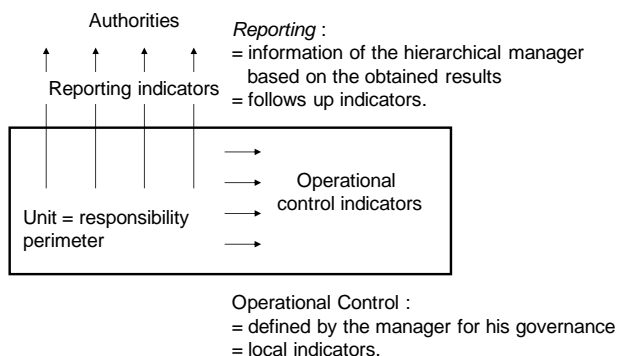 Authorities
Reporting :
= information of the hierarchical manager
based on the obtained results
= follows up indicators.
Reporting indicators
Operational
control indicators
Unit = responsibility
perimeter
Operational Control :
= defined by the manager for his governance
= local indicators.